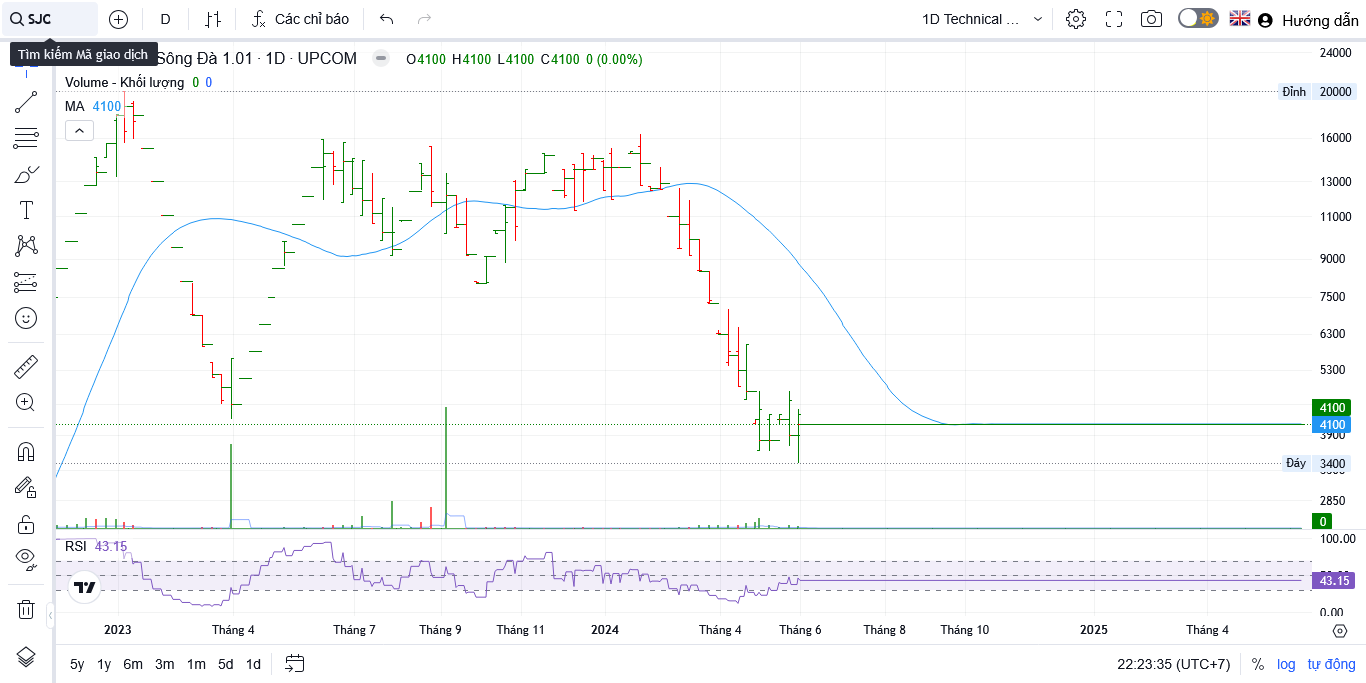 SJC
D
Các chỉ báo
1D Technical ...
Hướng dẫn
Tìm kiếm Mã giao dịch
Sông Đà 1.01 · 1D · UPCOM
O4100 H4100 L4100 C4100 0 (0.00%)
Volume - Khối lượng 0 0
MA 4100
24000
Đỉnh 20000
16000
13000
11000
9000
7500
6300
5300
4100
4100
3900
Đáy 3400
2850
0
RSI 43.15
100.00
43.15
0.00
2023 Tháng 4 Tháng 7 Tháng 9 Tháng 11 2024 Tháng 4 Tháng 6 Tháng 8 Tháng 10 2025 Tháng 4
5y 1y 6m 3m 1m 5d 1d
22:23:35 (UTC+7) % log tự động